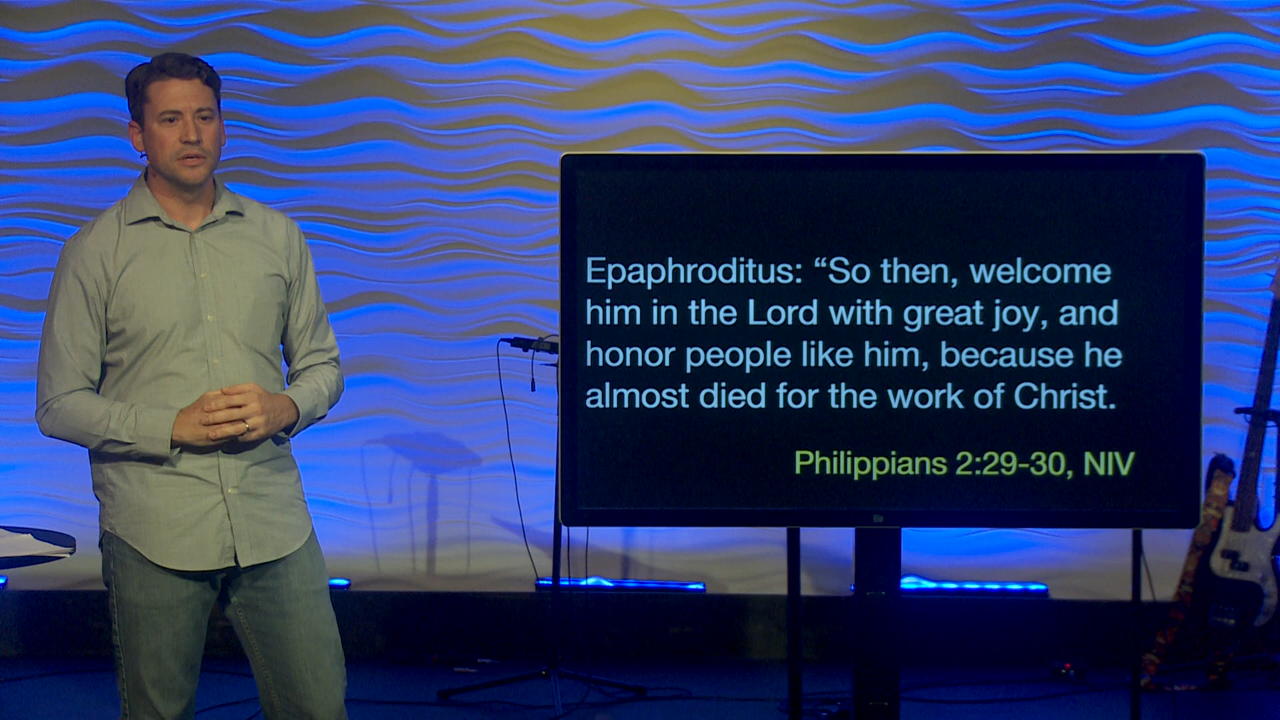 Epaphroditus: “So then, welcome
him in the Lord with great joy, and
honor people like him, because he
almost died for the work of Christ.
Philippians 2:29-30, NIV